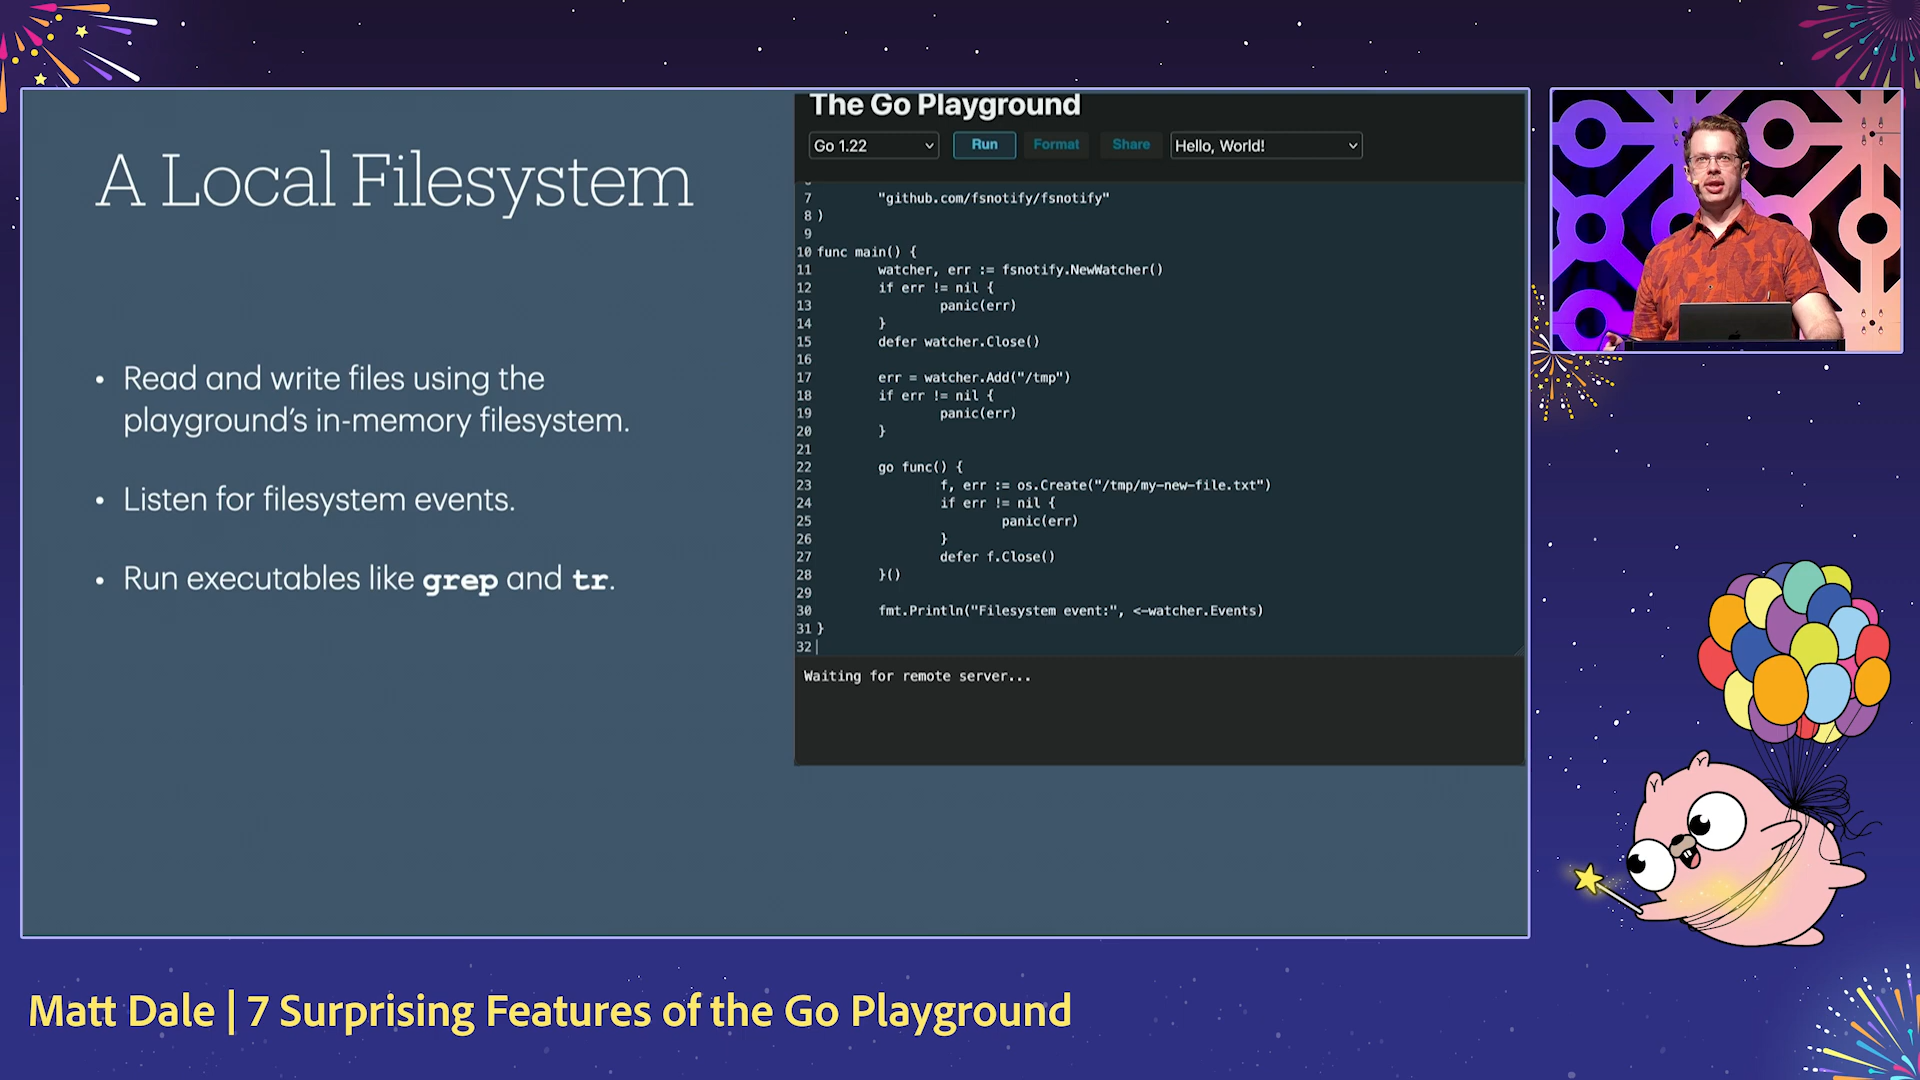 A Local Filesystem
• Read and write files using the
playground's in-memory filesystem.
• Listen for filesystem events.
• Run executables like grep and tr.
The Go Playground
Go 1.22 Run Format Share Hello, World!
7 "github.com/fsnotify/fsnotify"
8 )
9
10 func main() {
11 watcher, err := fsnotify.NewWatcher()
12 if err != nil {
13 panic(err)
14 }
15 defer watcher.Close()
16
17 err = watcher.Add("/tmp")
18 if err != nil {
19 panic(err)
20 }
21
22 go func() {
23 f, err := os.Create("/tmp/my-new-file.txt")
24 if err != nil {
25 panic(err)
26 }
27 defer f.Close()
28 }()
29
30 fmt.Println("Filesystem event:", <-watcher.Events)
31 }
32
Waiting for remote server...
Matt Dale | 7 Surprising Features of the Go Playground